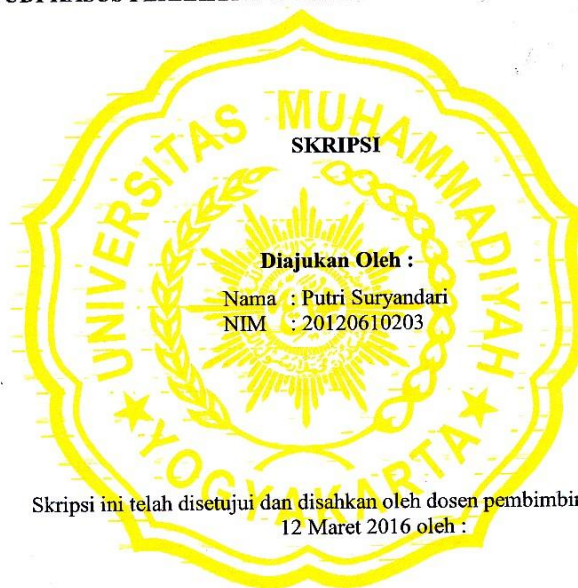 UNIVERSITAS MUHAMMADIYAH
SKRIPSI
Diajukan Oleh :
Nama : Putri Suryandari
NIM : 20120610203
YOGYAKARTA
Skripsi ini telah disetujui dan disahkan oleh dosen
12 Maret 2016 oleh :